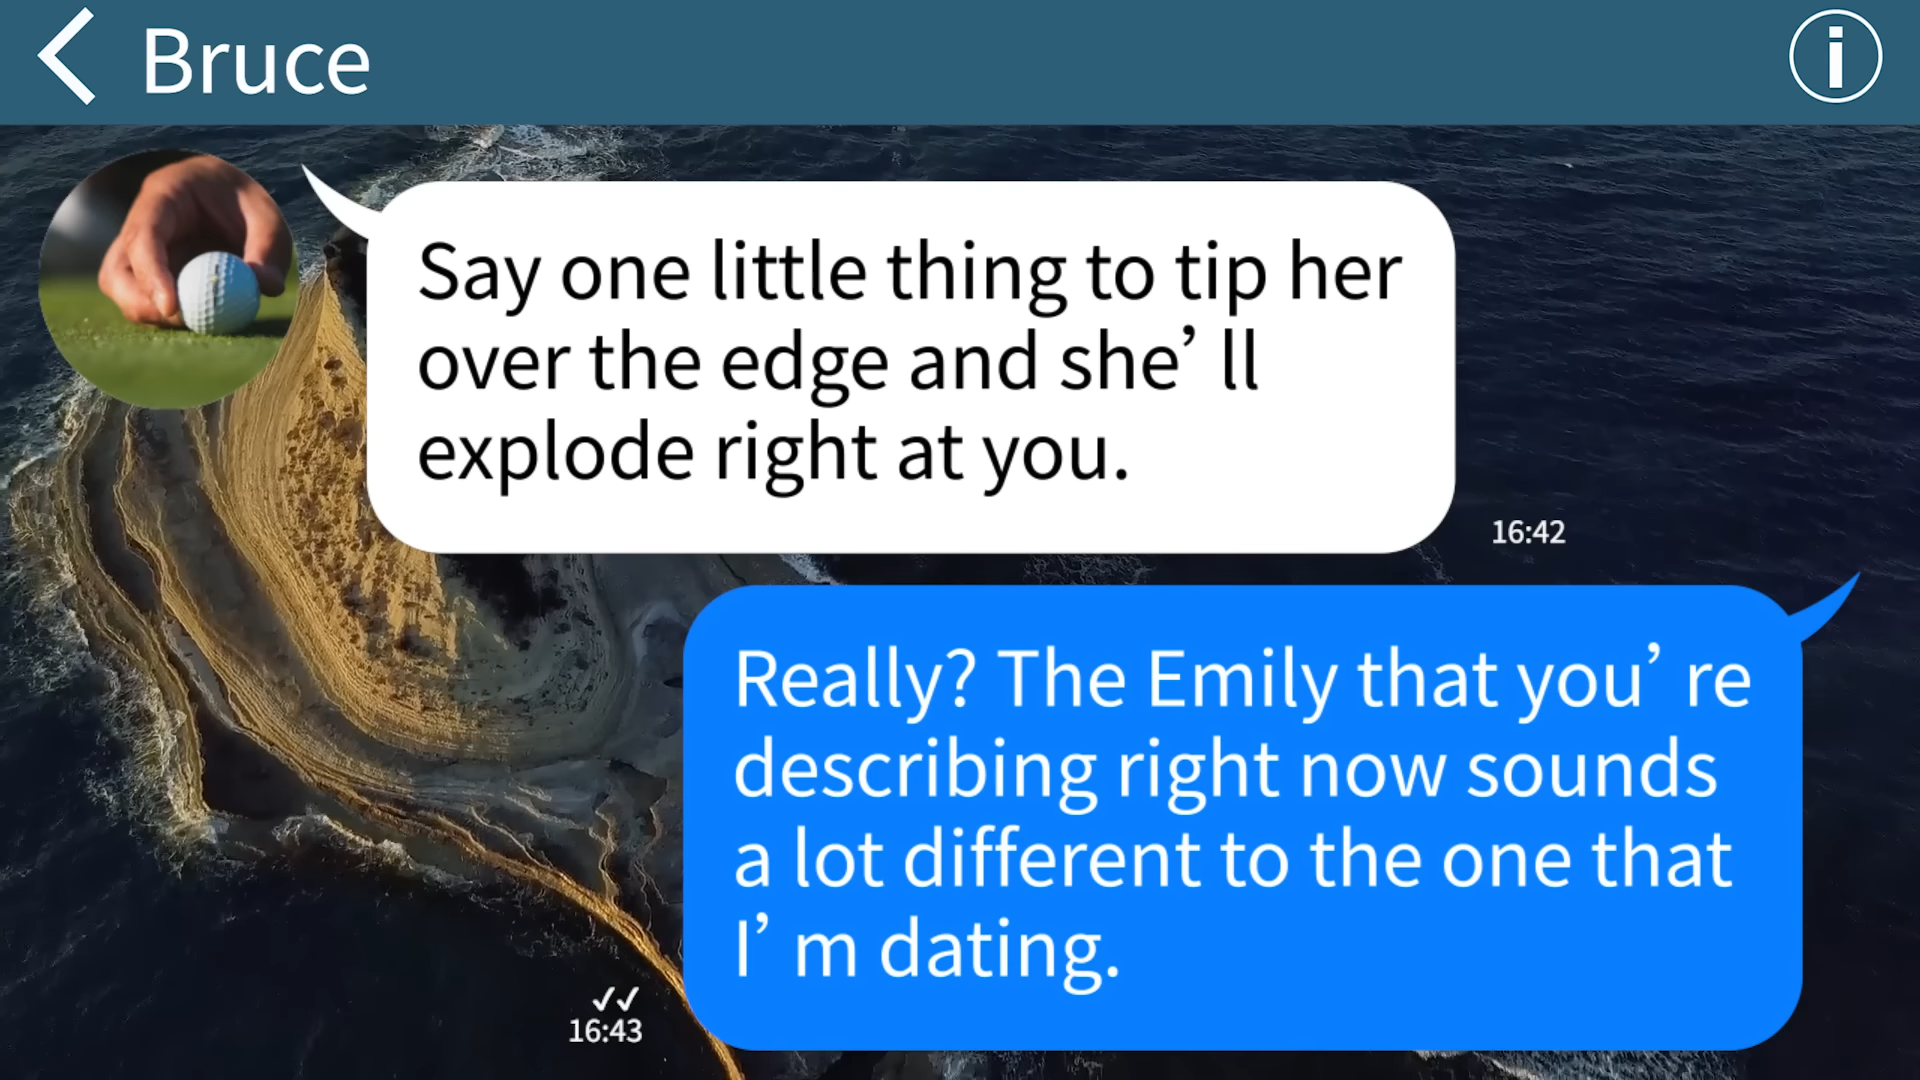 Bruce
Say one little thing to tip her
over the edge and she’ ll
explode right at you.
16:42
Really? The Emily that you’ re
describing right now sounds
a lot different to the one that
I’ m dating.
16:43